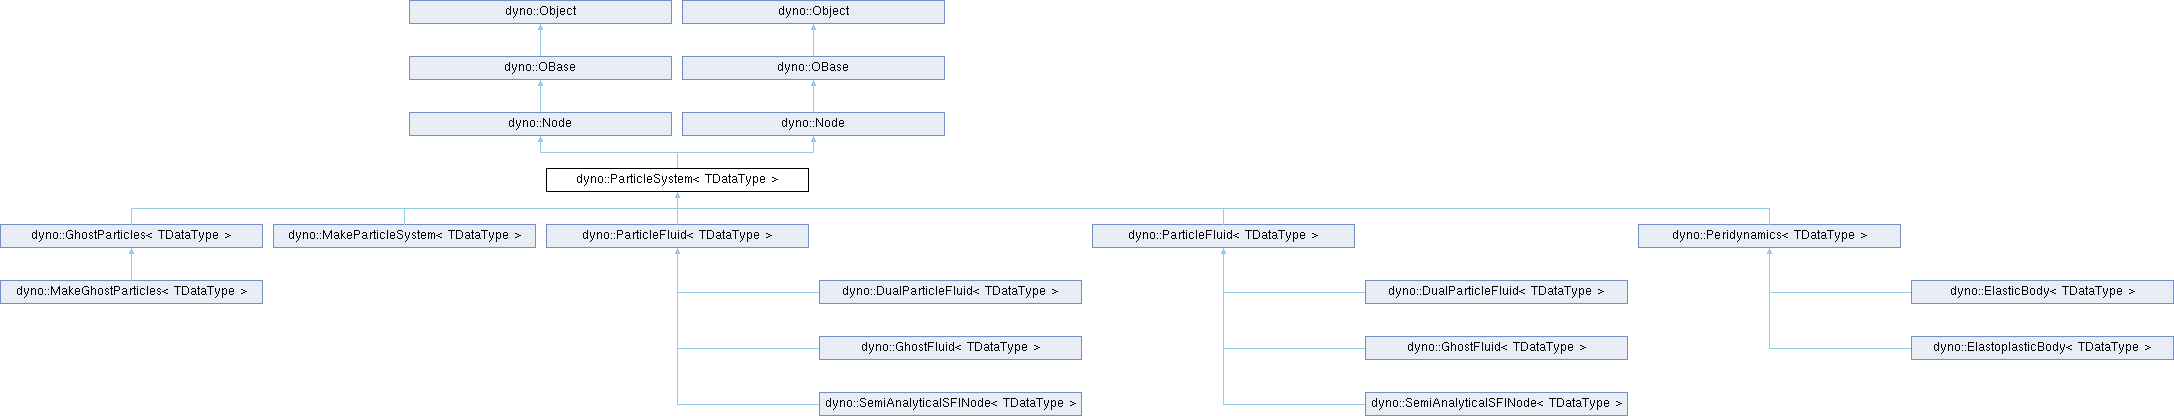 dyno::Object
dyno::Object
dyno::OBase
dyno::OBase
dyno::Node
dyno::Node
dyno::ParticleSystem< TDataType >
dyno::GhostParticles< TDataType >
dyno::MakeParticleSystem< TDataType >
dyno::ParticleFluid< TDataType >
dyno::ParticleFluid< TDataType >
dyno::Peridynamics< TDataType >
dyno::MakeGhostParticles< TDataType >
dyno::DualParticleFluid< TDataType >
dyno::DualParticleFluid< TDataType >
dyno::ElasticBody< TDataType >
dyno::GhostFluid< TDataType >
dyno::GhostFluid< TDataType >
dyno::ElastoplasticBody< TDataType >
dyno::SemiAnalyticalSFINode< TDataType >
dyno::SemiAnalyticalSFINode< TDataType >